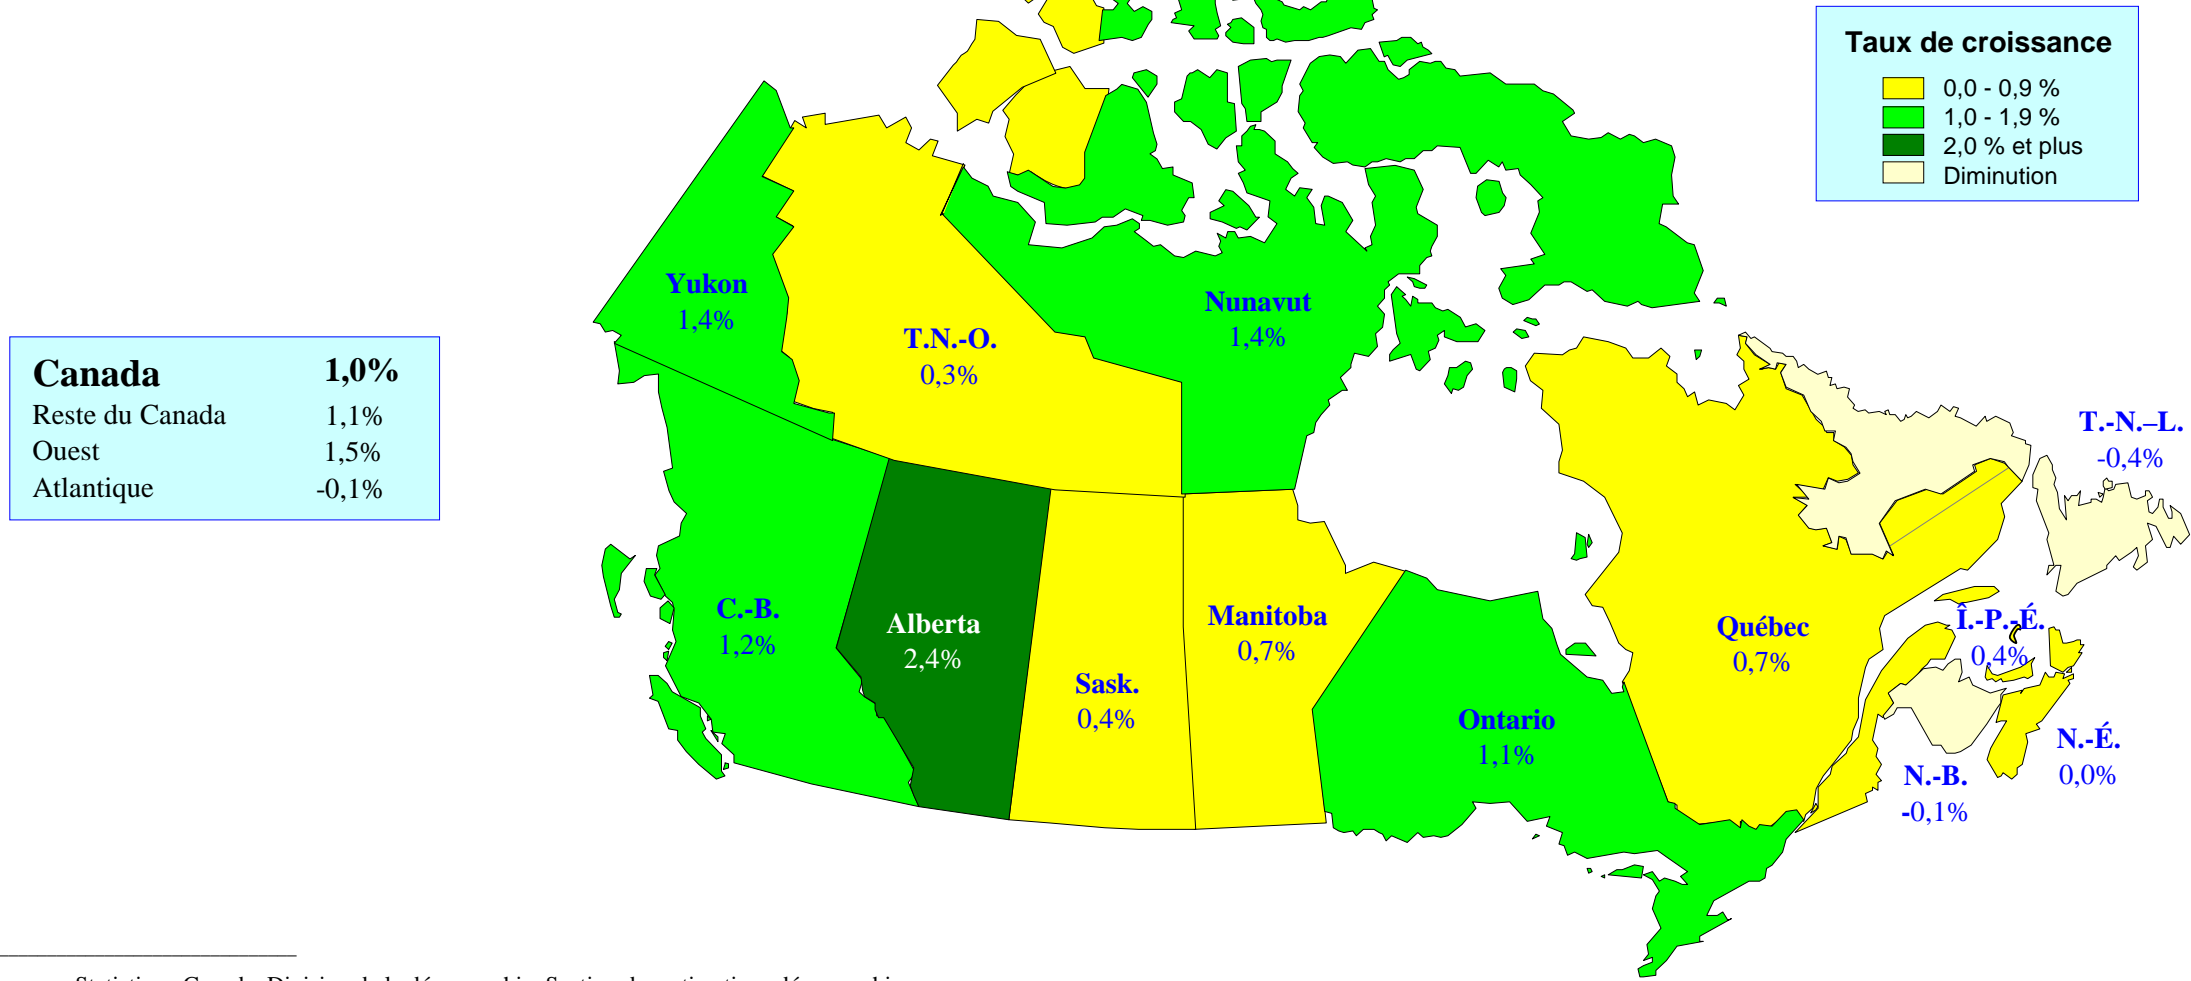 Taux de croissance
0,0 - 0,9 %
1,0 - 1,9 %
2,0 % et plus
Diminution
Yukon
1,4%
T.N.-O.
0,3%
Nunavut
1,4%
Canada 1,0%
Reste du Canada 1,1%
Ouest 1,5%
Atlantique -0,1%
T.-N.–L.
-0,4%
C.-B.
1,2%
Alberta
2,4%
Sask.
0,4%
Manitoba
0,7%
Ontario
1,1%
Québec
0,7%
Î.-P.-É.
0,4%
N.-É.
0,0%
N.-B.
-0,1%